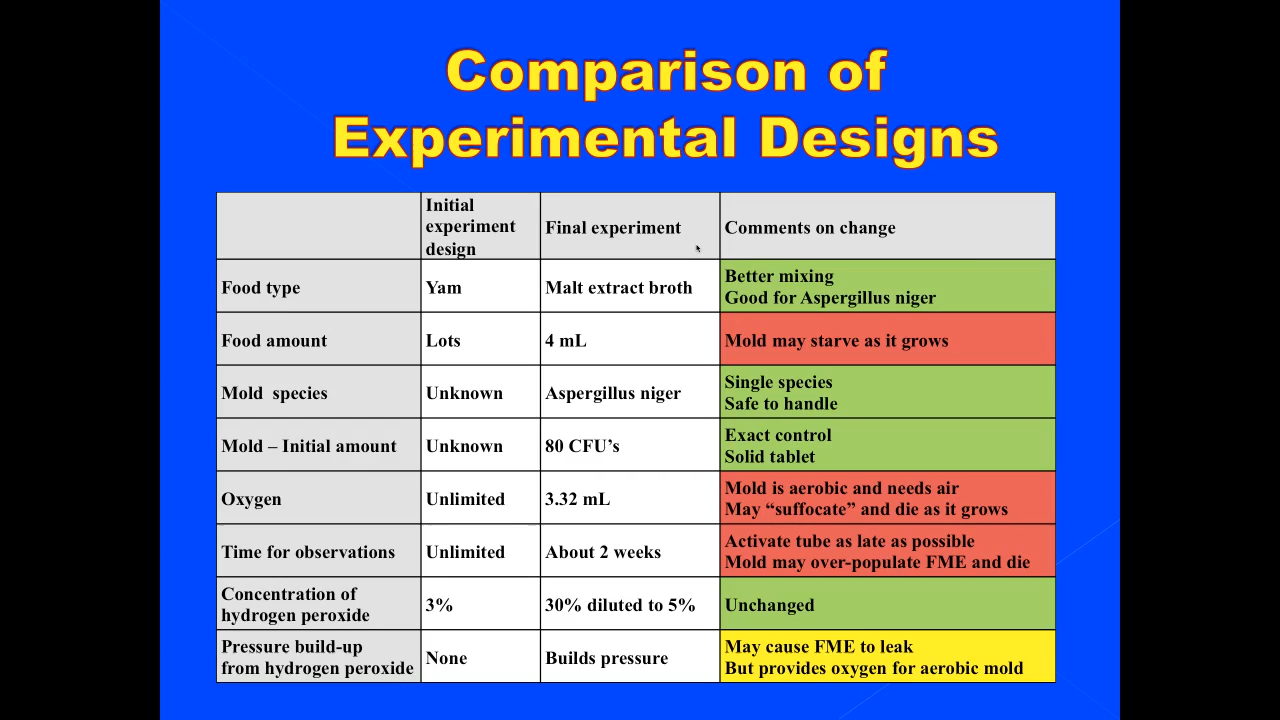 Comparison of
Experimental Designs
Initial
experiment
design
Final experiment
Comments on change
Food type
Yam
Malt extract broth
Better mixing
Good for Aspergillus niger
Food amount
Lots
4 mL
Mold may starve as it grows
Mold  species
Unknown
Aspergillus niger
Single species
Safe to handle
Mold – Initial amount
Unknown
80 CFU’s
Exact control
Solid tablet
Oxygen
Unlimited
3.32 mL
Mold is aerobic and needs air
May “suffocate” and die as it grows
Time for observations
Unlimited
About 2 weeks
Activate tube as late as possible
Mold may over-populate FME and die
Concentration of
hydrogen peroxide
3%
30% diluted to 5%
Unchanged
Pressure build-up
from hydrogen peroxide
None
Builds pressure
May cause FME to leak
But provides oxygen for aerobic mold